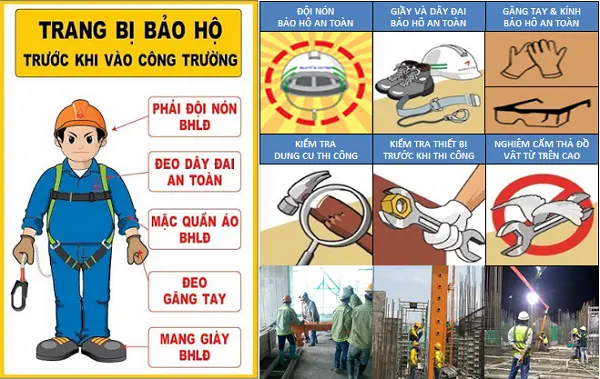 TRANG BỊ BẢO HỘ
TRƯỚC KHI VÀO CÔNG TRƯỜNG
PHẢI ĐỘI NÓN
BHLĐ
ĐEO DÂY ĐAI
AN TOÀN
MẶC QUẦN ÁO
BHLĐ
ĐEO
GĂNG TAY
MANG GIÀY
BHLĐ
ĐỘI NÓN
BẢO HỘ AN TOÀN
GIẦY VÀ DÂY ĐAI
BẢO HỘ AN TOÀN
GĂNG TAY & KÍNH
BẢO HỘ AN TOÀN
KIỂM TRA
DUNG CU THI CÔNG
KIỂM TRA THIẾT BỊ
TRƯỚC KHI THI CÔNG
NGHIÊM CẤM THẢ ĐỒ
VẬT TỪ TRÊN CAO